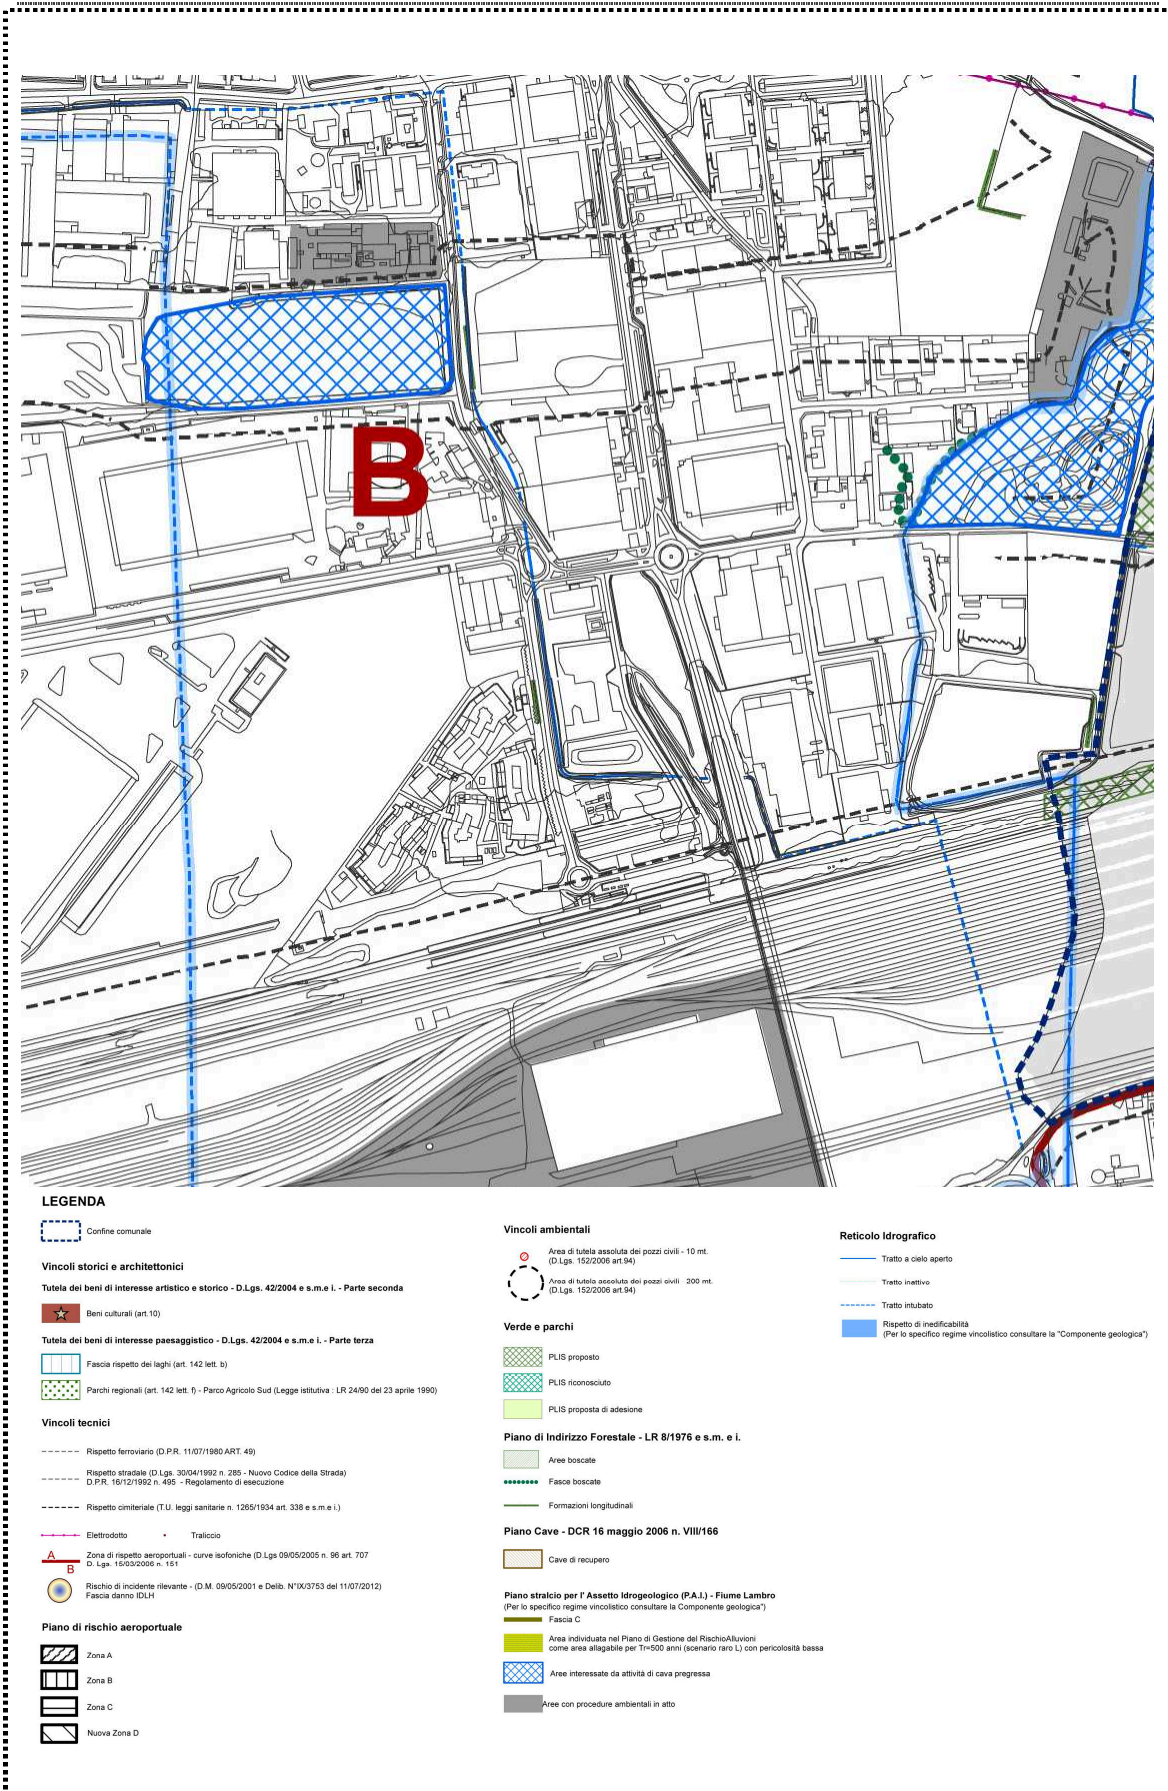 B
LEGENDA
Confine comunale
Vincoli storici e architettonici
Tutela dei beni di interesse artistico e storico - D.Lgs. 42/2004 e s.m.e i. - Parte seconda
Beni culturali (art.10)
Tutela dei beni di interesse paesaggistico - D.Lgs. 42/2004 e s.m.e i. - Parte terza
Fascia rispetto dei laghi (art. 142 lett. b)
Parchi regionali (art. 142 lett. f) - Parco Agricolo Sud (Legge istitutiva : LR 24/90 del 23 aprile 1990)
Vincoli tecnici
Rispetto ferroviario (D.P.R. 11/07/1980 ART. 49)
Rispetto stradale (D.Lgs. 30/04/1992 n. 285 - Nuovo Codice della Strada)
D.P.R. 16/12/1992 n. 495 - Regolamento di esecuzione
Rispetto cimiteriale (T.U. leggi sanitarie n. 1265/1934 art. 338 e s.m.e i.)
Elettrodotto Traliccio
A
B
Zona di rispetto aeroportuali - curve isofoniche (D.Lgs 09/05/2005 n. 96 art. 707
D. Lgs. 15/03/2006 n. 151
Rischio di incidente rilevante - (D.M. 09/05/2001 e Delib. N°IX/3753 del 11/07/2012)
Fascia danno IDLH
Piano di rischio aeroportuale
Zona A
Zona B
Zona C
Nuova Zona D
Vincoli ambientali
Area di tutela assoluta dei pozzi civili - 10 mt.
(D.Lgs. 152/2006 art.94)
Area di tutela assoluta dei pozzi civili 200 mt.
(D.Lgs. 152/2006 art.94)
Verde e parchi
PLIS proposto
PLIS riconosciuto
PLIS proposta di adesione
Piano di Indirizzo Forestale - LR 8/1976 e s.m. e i.
Aree boscate
Fasce boscate
Formazioni longitudinali
Piano Cave - DCR 16 maggio 2006 n. VIII/166
Cave di recupero
Piano stralcio per l' Assetto Idrogeologico (P.A.I.) - Fiume Lambro
(Per lo specifico regime vincolistico consultare la Componente geologica")
Fascia C
Area individuata nel Piano di Gestione del RischioAlluvioni
come area allagabile per Tr=500 anni (scenario raro L) con pericolosità bassa
Aree interessate da attività di cava pregressa
Aree con procedure ambientali in atto
Reticolo Idrografico
Tratto a cielo aperto
Tratto inattivo
Tratto intubato
Rispetto di inedificabilità
(Per lo specifico regime vincolistico consultare la "Componente geologica")